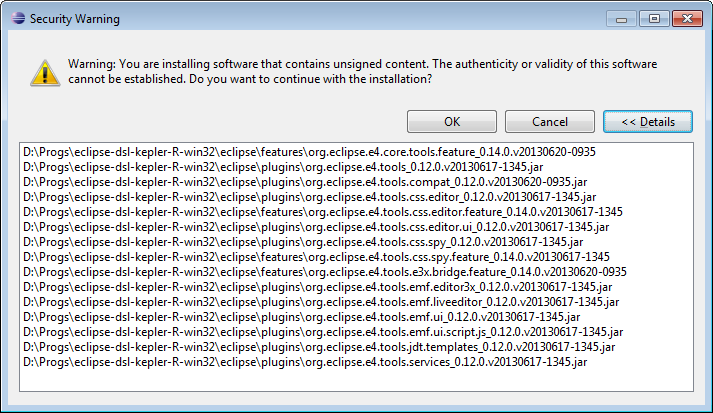 Security Warning
Warning: You are installing software that contains unsigned content. The authenticity or validity of this software
cannot be established. Do you want to continue with the installation?
OK Cancel << Details
D:\Progs\eclipse-dsl-kepler-R-win32\eclipse\features\org.eclipse.e4.core.tools.feature_0.14.0.v20130620-0935
D:\Progs\eclipse-dsl-kepler-R-win32\eclipse\plugins\org.eclipse.e4.tools_0.12.0.v20130617-1345.jar
D:\Progs\eclipse-dsl-kepler-R-win32\eclipse\plugins\org.eclipse.e4.tools.compat_0.12.0.v20130620-0935.jar
D:\Progs\eclipse-dsl-kepler-R-win32\eclipse\plugins\org.eclipse.e4.tools.css.editor_0.12.0.v20130617-1345.jar
D:\Progs\eclipse-dsl-kepler-R-win32\eclipse\features\org.eclipse.e4.tools.css.editor.feature_0.14.0.v20130617-1345
D:\Progs\eclipse-dsl-kepler-R-win32\eclipse\plugins\org.eclipse.e4.tools.css.editor.ui_0.12.0.v20130617-1345.jar
D:\Progs\eclipse-dsl-kepler-R-win32\eclipse\plugins\org.eclipse.e4.tools.css.spy_0.12.0.v20130617-1345.jar
D:\Progs\eclipse-dsl-kepler-R-win32\eclipse\features\org.eclipse.e4.tools.css.spy.feature_0.14.0.v20130617-1345
D:\Progs\eclipse-dsl-kepler-R-win32\eclipse\features\org.eclipse.e4.tools.e3x.bridge.feature_0.14.0.v20130620-0935
D:\Progs\eclipse-dsl-kepler-R-win32\eclipse\plugins\org.eclipse.e4.tools.emf.editor3x_0.12.0.v20130617-1345.jar
D:\Progs\eclipse-dsl-kepler-R-win32\eclipse\plugins\org.eclipse.e4.tools.emf.liveeditor_0.12.0.v20130617-1345.jar
D:\Progs\eclipse-dsl-kepler-R-win32\eclipse\plugins\org.eclipse.e4.tools.emf.ui_0.12.0.v20130617-1345.jar
D:\Progs\eclipse-dsl-kepler-R-win32\eclipse\plugins\org.eclipse.e4.tools.emf.ui.script.js_0.12.0.v20130617-1345.jar
D:\Progs\eclipse-dsl-kepler-R-win32\eclipse\plugins\org.eclipse.e4.tools.jdt.templates_0.12.0.v20130617-1345.jar
D:\Progs\eclipse-dsl-kepler-R-win32\eclipse\plugins\org.eclipse.e4.tools.services_0.12.0.v20130617-1345.jar